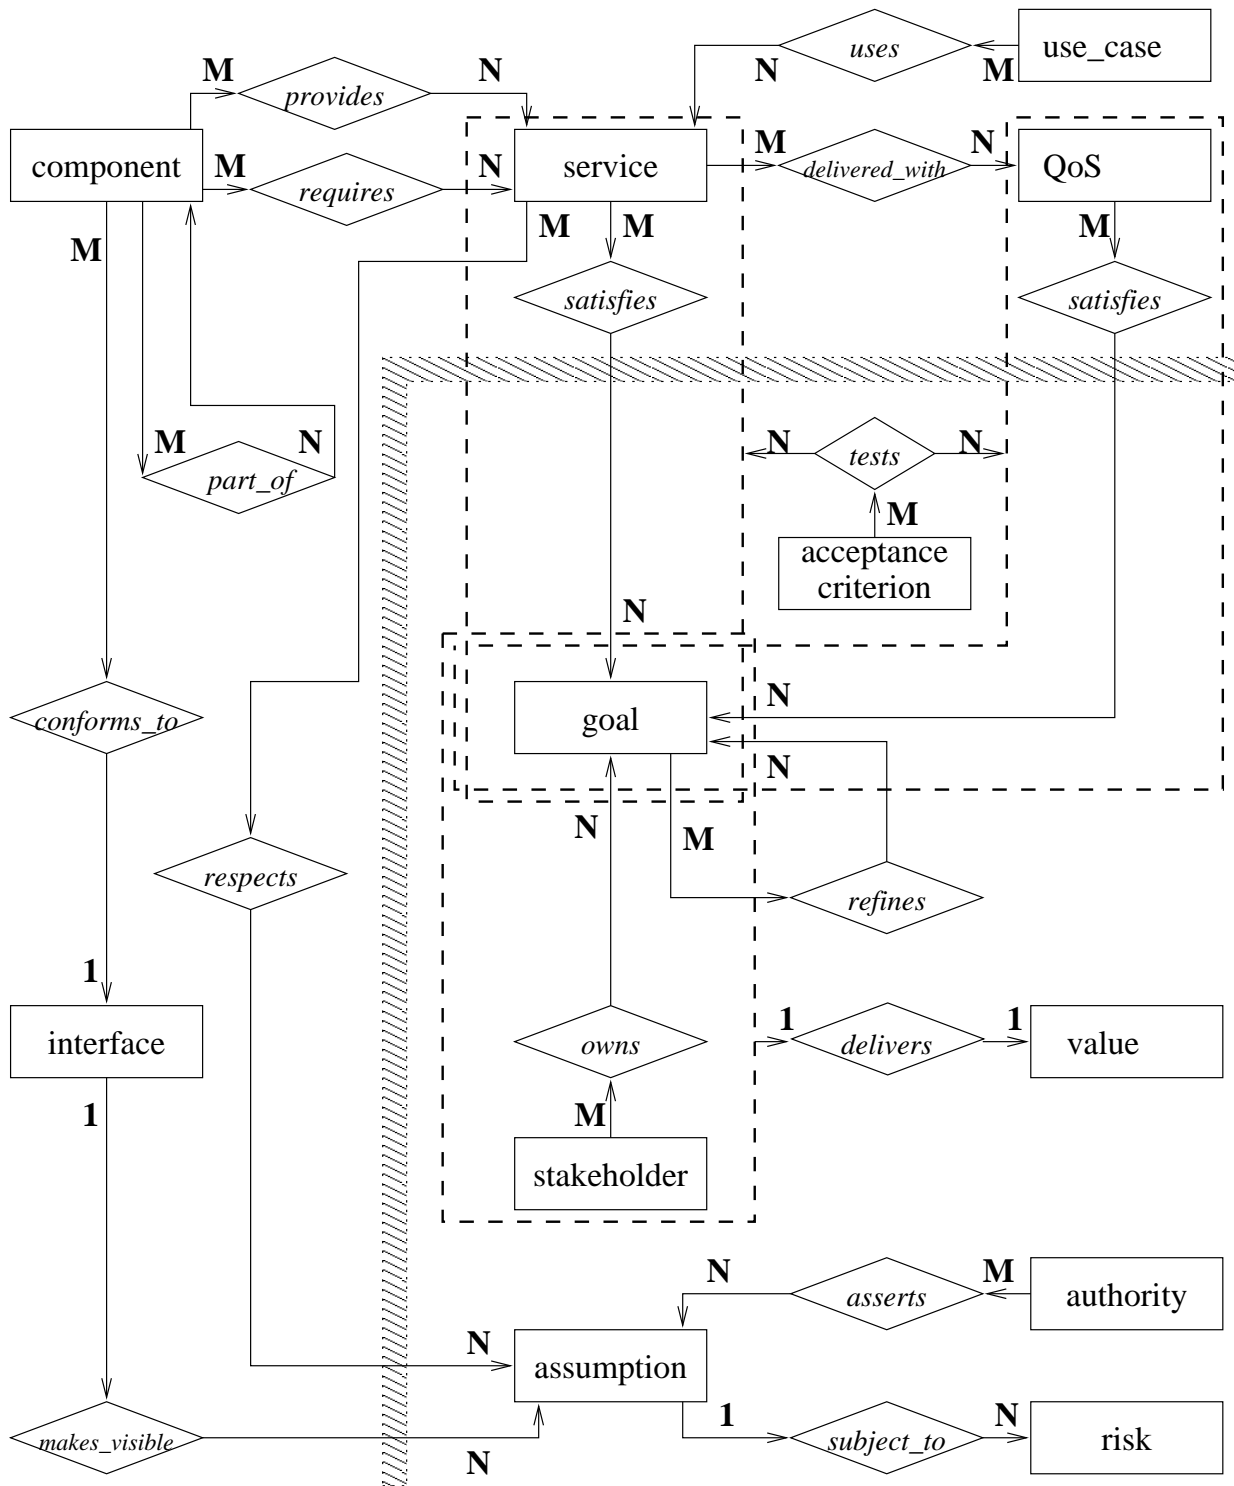 uses
use_case
N
M
M
N
provides
component
service
QoS
M
N
requires
M
N
delivered_with
M
M
M
M
satisfies
satisfies
M
N
part_of
N
N
tests
M
acceptance
criterion
N
conforms_to
goal
N
N
N
M
respects
refines
1
interface
owns
1
delivers
1
value
1
M
stakeholder
N
asserts
M
authority
N
assumption
makes_visible
N
1
subject_to
N
risk